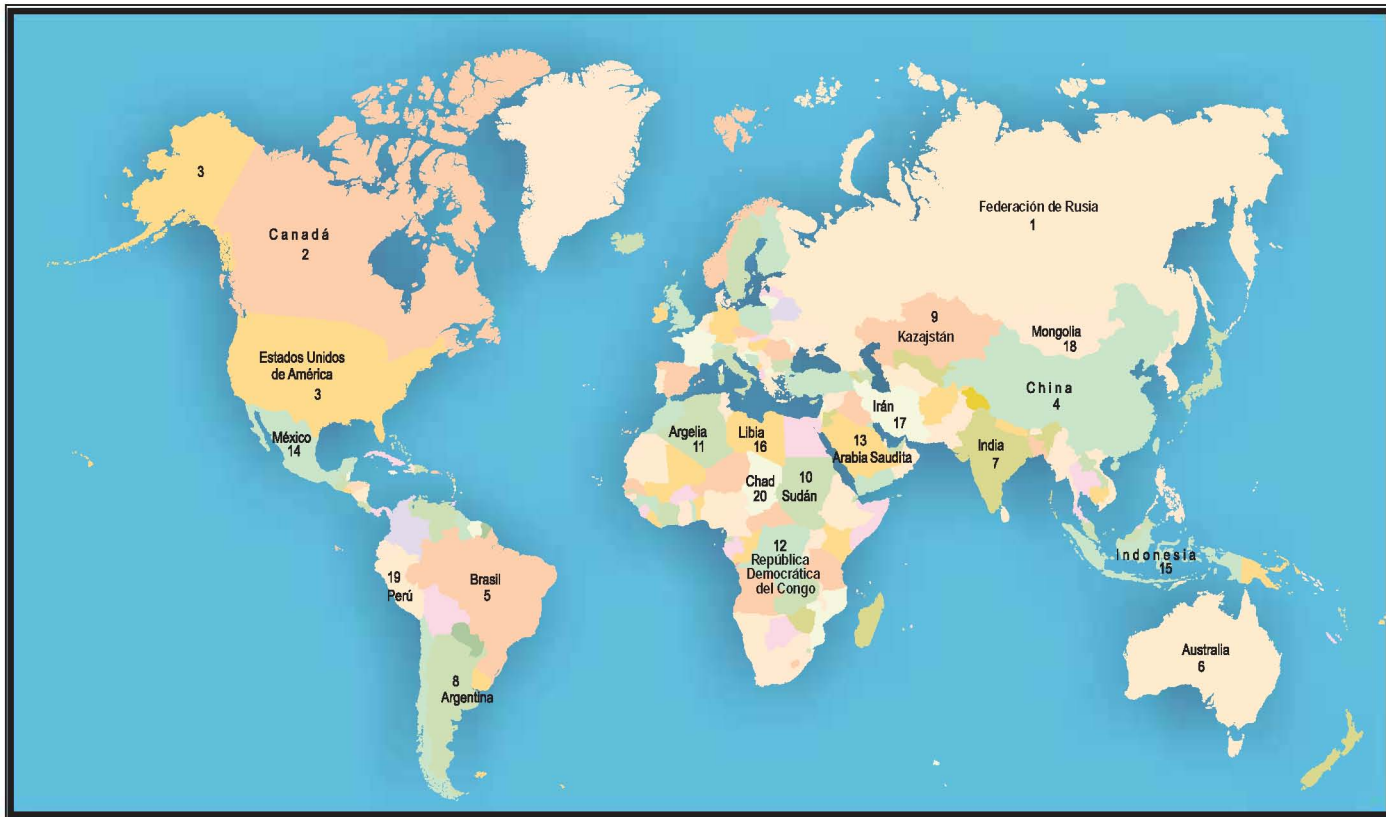 3
Canadá
2
Estados Unidos
de América
3
México
14
19
Perú
Brasil
5
8
Argentina
Federación de Rusia
1
9
Kazajstán
Mongolia
18
China
4
Irán
17
Argelia
11
Libia
16
13
Arabia Saudita
India
7
Chad
20
10
Sudán
12
República
Democrática
del Congo
Indonesia
15
Australia
6